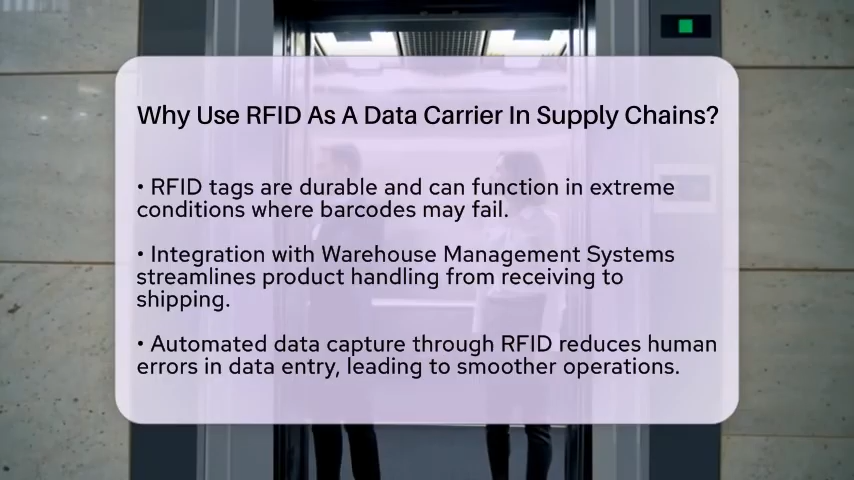 Why Use RFID As A Data Carrier In Supply Chains?
• RFID tags are durable and can function in extreme
conditions where barcodes may fail.
• Integration with Warehouse Management Systems
streamlines product handling from receiving to
shipping.
• Automated data capture through RFID reduces human
errors in data entry, leading to smoother operations.